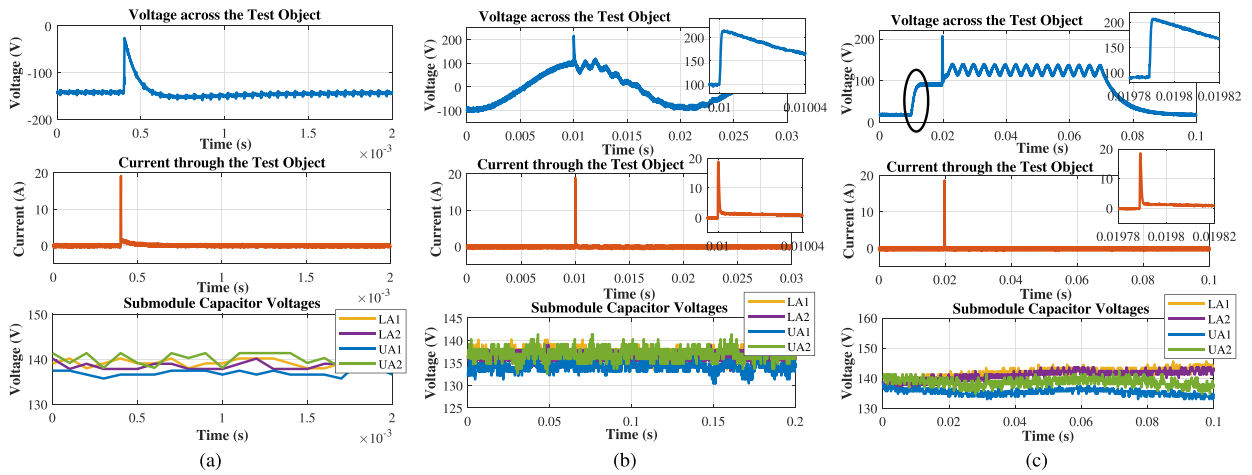 Voltage across the Test Object
0
-100
-200
Voltage (V)
0
0.5
1
1.5
2
Time (s)
×10⁻³
Current through the Test Object
20
10
0
Current (A)
0
0.5
1
1.5
2
Time (s)
×10⁻³
Submodule Capacitor Voltages
150
140
130
Voltage (V)
LA1
LA2
UA1
UA2
0
0.5
1
1.5
2
Time (s)
×10⁻³
(a)
Voltage across the Test Object
200
100
0
-100
Voltage (V)
200
150
100
0.01
0.01004
0
0.005
0.01
0.015
0.02
0.025
0.03
Time (s)
Current through the Test Object
20
10
0
Current (A)
20
10
0
0.01
0.01004
0
0.005
0.01
0.015
0.02
0.025
0.03
Time (s)
Submodule Capacitor Voltages
145
140
135
130
125
Voltage (V)
LA1
LA2
UA1
UA2
0
0.05
0.1
0.15
0.2
Time (s)
(b)
Voltage across the Test Object
200
100
0
Voltage (V)
200
150
100
0.01978
0.0198
0.01982
0
0.02
0.04
0.06
0.08
0.1
Time (s)
Current through the Test Object
20
10
0
Current (A)
20
10
0
0.01978
0.0198
0.01982
0
0.02
0.04
0.06
0.08
0.1
Time (s)
Submodule Capacitor Voltages
160
150
140
130
Voltage (V)
LA1
LA2
UA1
UA2
0
0.02
0.04
0.06
0.08
0.1
Time (s)
(c)